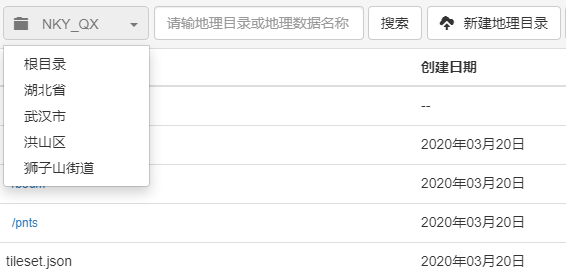 NKY_QX
请输地理目录或地理数据名称
搜索
新建地理目录
根目录
湖北省
武汉市
洪山区
狮子山街道
创建日期
--
2020年03月20日
2020年03月20日
/pnts
2020年03月20日
tileset.json
2020年03月20日